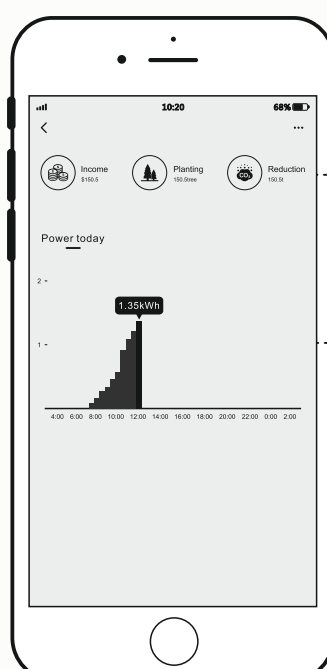 10:20
68%
Income
$150.5
Planting
150.5tree
CO₂
Reduction
150.5t
Power today
2
1.35kWh
1
4:00 6:00 8:00 10:00 12:00 14:00 16:00 18:00 20:00 22:00 0:00 2:00